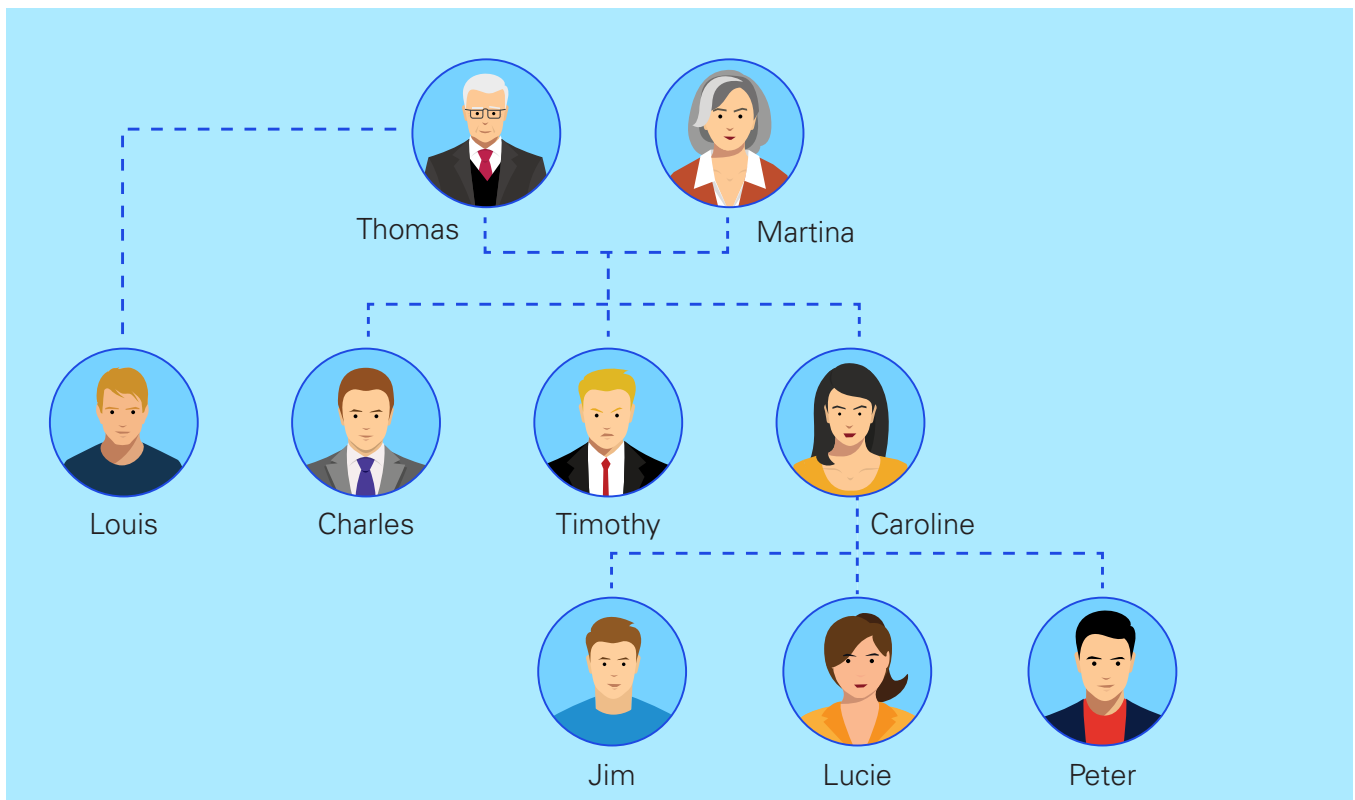 Thomas
Martina
Louis
Charles
Timothy
Caroline
Jim
Lucie
Peter